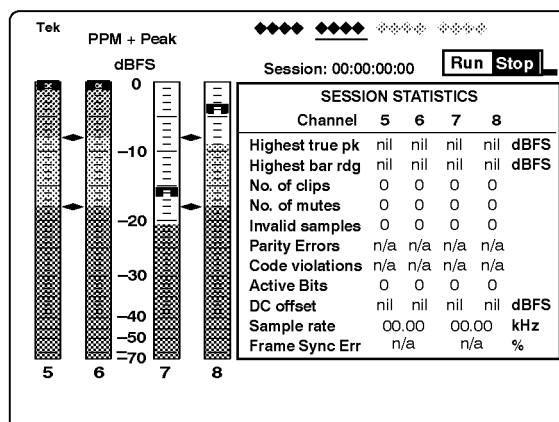 Tek
PPM + Peak
dBFS
Session: 00:00:00:00
Run Stop
0
−10
−20
−30
−40
−50
−70
5 6 7 8
SESSION STATISTICS
Channel 5 6 7 8
Highest true pk nil nil nil nil dBFS
Highest bar rdg nil nil nil nil dBFS
No. of clips 0 0 0 0
No. of mutes 0 0 0 0
Invalid samples 0 0 0 0
Parity Errors n/a n/a n/a n/a
Code violations n/a n/a n/a n/a
Active Bits 0 0 0 0
DC offset nil nil nil nil dBFS
Sample rate 00.00 00.00 kHz
Frame Sync Err n/a n/a %